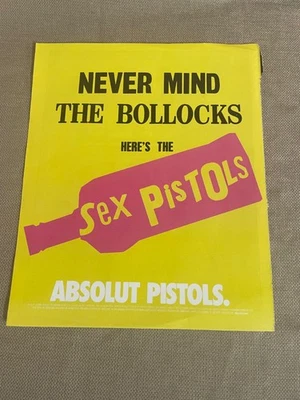 NEVER MIND
THE BOLLOCKS
HERE'S THE
Sex PisTOLs
ABSOLUT PISTOLS.